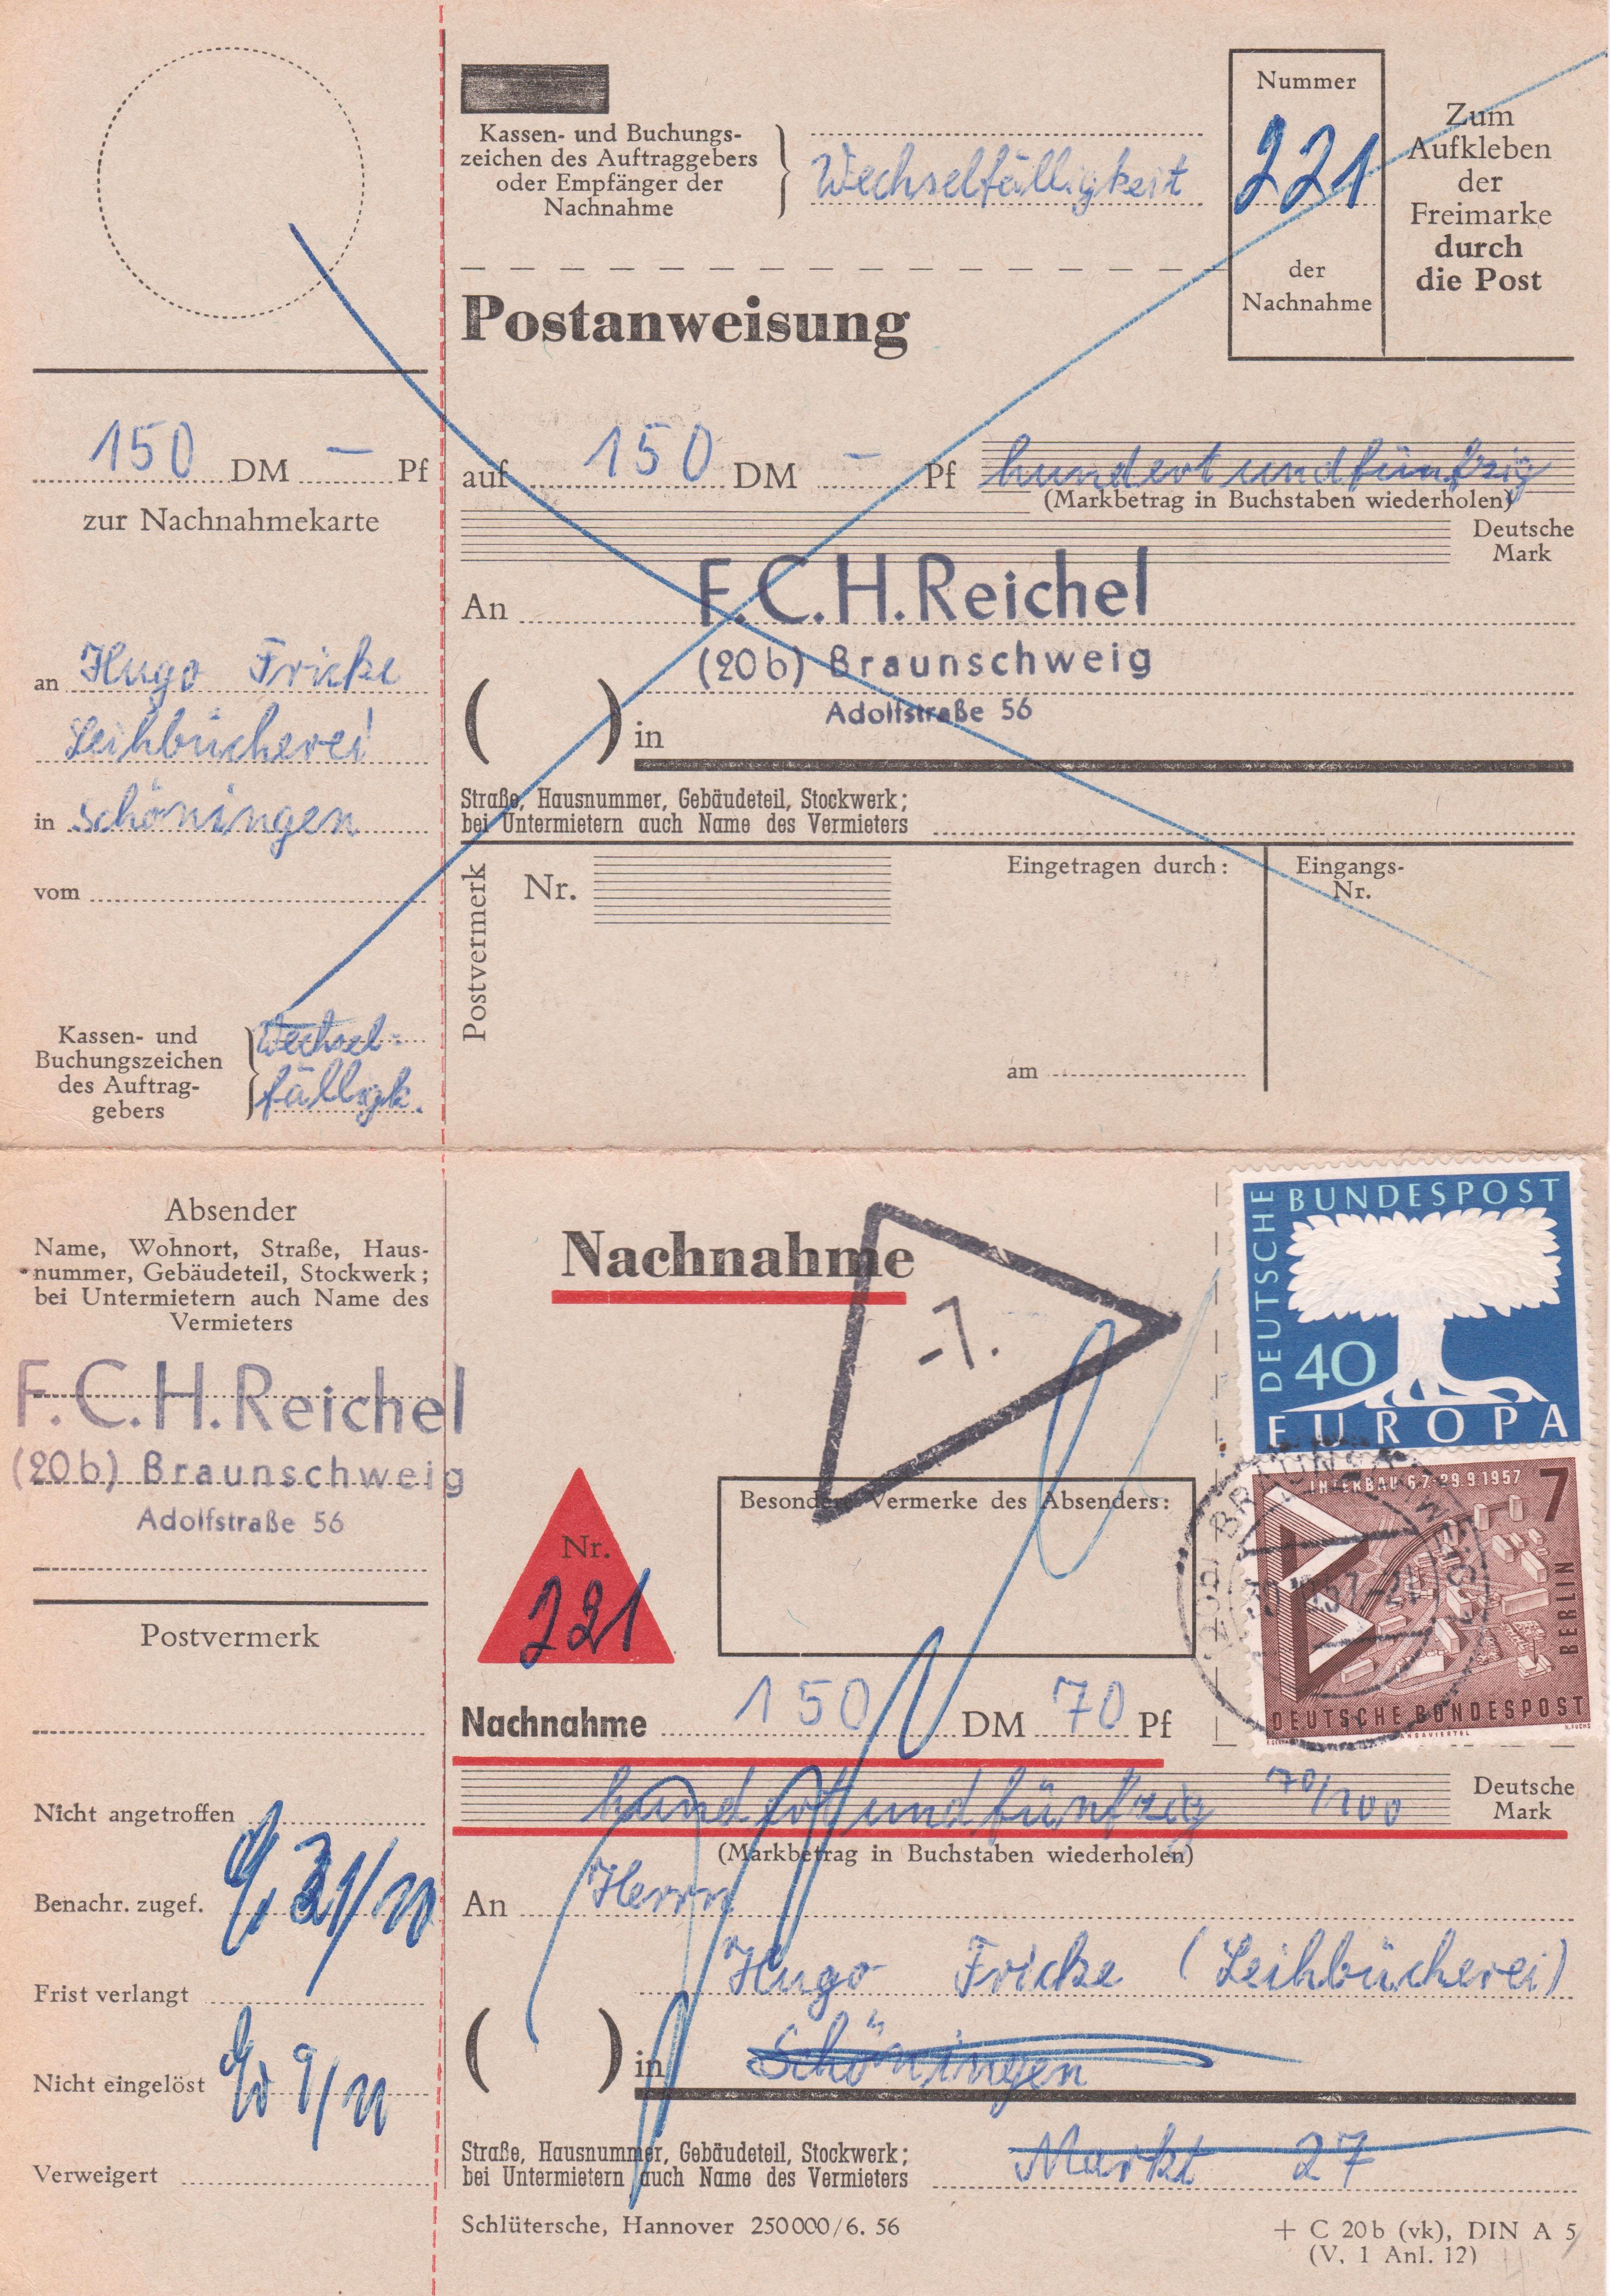 150 DM — Pf
zur Nachnahmekarte
an Hugo Fricke
Leihbücherei
in Schöningen
vom
Kassen- und
Buchungszeichen
des Auftrag-
gebers
Wechsel-
fälligk.
Kassen- und Buchungs-
zeichen des Auftraggebers
oder Empfänger der
Nachnahme
Wechselfälligkeit
Nummer
221
der
Nachnahme
Zum
Aufkleben
der
Freimarke
durch
die Post
Postanweisung
auf 150 DM — Pf hundertundfünfzig
(Markbetrag in Buchstaben wiederholen)
Deutsche
Mark
An F.C.H.Reichel
(20b) Braunschweig
Adolfstraße 56
( ) in
Straße, Hausnummer, Gebäudeteil, Stockwerk;
bei Untermietern auch Name des Vermieters
Postvermerk
Nr.
Eingetragen durch:
Eingangs-
Nr.
am
Absender
Name, Wohnort, Straße, Haus-
nummer, Gebäudeteil, Stockwerk;
bei Untermietern auch Name des
Vermieters
F.C.H.Reichel
(20b) Braunschweig
Adolfstraße 56
Postvermerk
Nicht angetroffen
Benachr. zugef. 31/10
Frist verlangt
Nicht eingelöst 9/11
Verweigert
Nachnahme
-1.
DEUTSCHE BUNDESPOST
40
EUROPA
INTERBAU 6.7.-29.9.1957 7
BERLIN
DEUTSCHE BUNDESPOST
Besondere Vermerke des Absenders:
Nr.
221
Nachnahme 150 DM 70 Pf
hundertundfünfzig 70/100
Deutsche
Mark
(Markbetrag in Buchstaben wiederholen)
An Herrn
Hugo Fricke (Leihbücherei)
( ) in Schöningen
Straße, Hausnummer, Gebäudeteil, Stockwerk;
bei Untermietern auch Name des Vermieters
Markt 27
Schlütersche, Hannover 250000/6. 56
+ C 20b (vk), DIN A 5
(V. 1 Anl. 12)